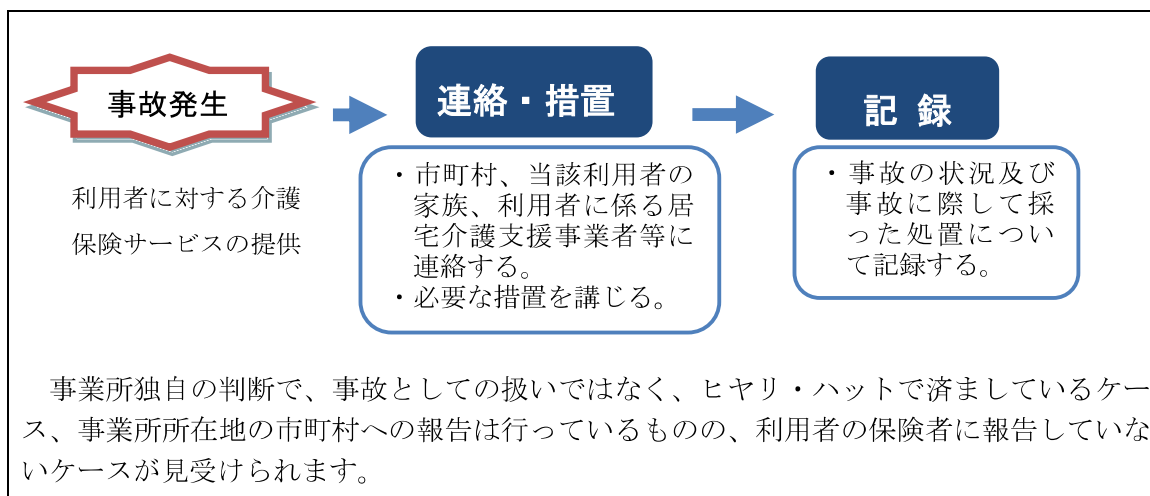 事故発生
利用者に対する介護
保険サービスの提供
連絡・措置
・市町村、当該利用者の
家族、利用者に係る居
宅介護支援事業者等に
連絡する。
・必要な措置を講じる。
記 録
・事故の状況及び
事故に際して採
った処置につい
て記録する。
事業所独自の判断で、事故としての扱いではなく、ヒヤリ・ハットで済ましているケー
ス、事業所所在地の市町村への報告は行っているものの、利用者の保険者に報告していな
いケースが見受けられます。